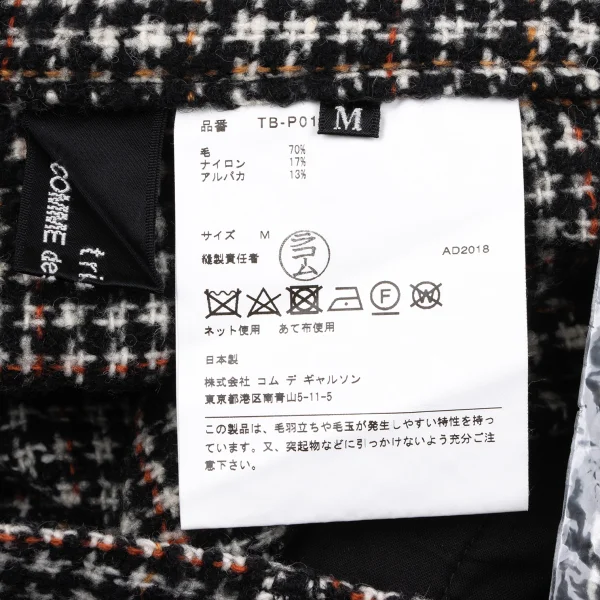 品番 TB-P01
M
毛 70%
ナイロン 17%
アルパカ 13%
サイズ M
縫製責任者
ラコム
AD2018
F
W
ネット使用 あて布使用
日本製
株式会社 コム デ ギャルソン
東京都港区南青山5-11-5
この製品は、毛羽立ちや毛玉が発生しやすい特性を持っ
ています。又、突起物などに引っかけないよう充分ご注
意下さい。
tri
COMME des